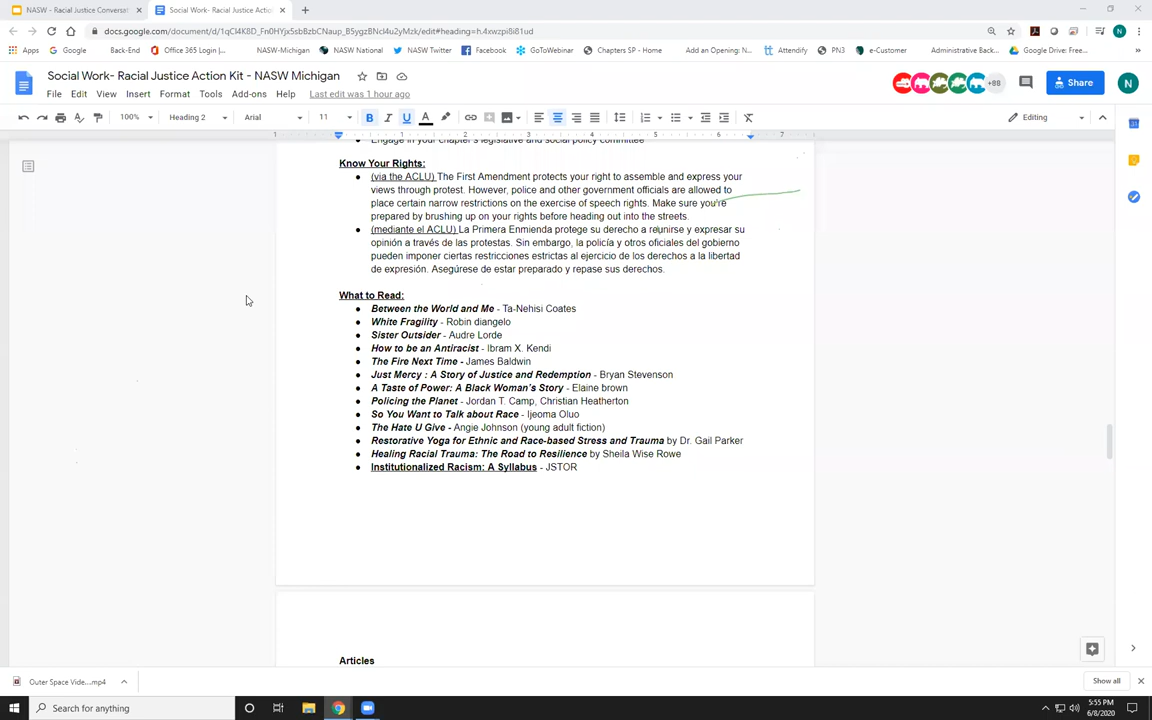 NASW - Racial Justice Conversat
Social Work- Racial Justice Actio
docs.google.com/document/d/
Apps
Google
Back-End
Office 365 Login |...
NASW-Michigan
NASW National
NASW Twitter
Facebook
GoToWebinar
Chapters SP - Home
Add an Opening: N...
Attendify
PN3
e-Customer
Administrative Back...
Google Drive: Free...
Social Work- Racial Justice Action Kit - NASW Michigan
+88
Share
N
File Edit View Insert Format Tools Add-ons Help Last edit was 1 hour ago
100% Heading 2 Arial 11 Editing
1 1 2 3 4 5 6 7
Engage in your chapter's legislative and social policy committee
Know Your Rights:
(via the ACLU) The First Amendment protects your right to assemble and express your
views through protest. However, police and other government officials are allowed to
place certain narrow restrictions on the exercise of speech rights. Make sure you're
prepared by brushing up on your rights before heading out into the streets.
(mediante el ACLU) La Primera Enmienda protege su derecho a reunirse y expresar su
opinión a través de las protestas. Sin embargo, la policía y otros oficiales del gobierno
pueden imponer ciertas restricciones estrictas al ejercicio de los derechos a la libertad
de expresión. Asegúrese de estar preparado y repase sus derechos.
What to Read:
Between the World and Me - Ta-Nehisi Coates
White Fragility - Robin diangelo
Sister Outsider - Audre Lorde
How to be an Antiracist - Ibram X. Kendi
The Fire Next Time - James Baldwin
Just Mercy : A Story of Justice and Redemption - Bryan Stevenson
A Taste of Power: A Black Woman's Story - Elaine brown
Policing the Planet - Jordan T. Camp, Christian Heatherton
So You Want to Talk about Race - Ijeoma Oluo
The Hate U Give - Angie Johnson (young adult fiction)
Restorative Yoga for Ethnic and Race-based Stress and Trauma by Dr. Gail Parker
Healing Racial Trauma: The Road to Resilience by Sheila Wise Rowe
Institutionalized Racism: A Syllabus - JSTOR
Articles
Outer Space Vide....mp4
Show all
Search for anything
5:55 PM
6/8/2020